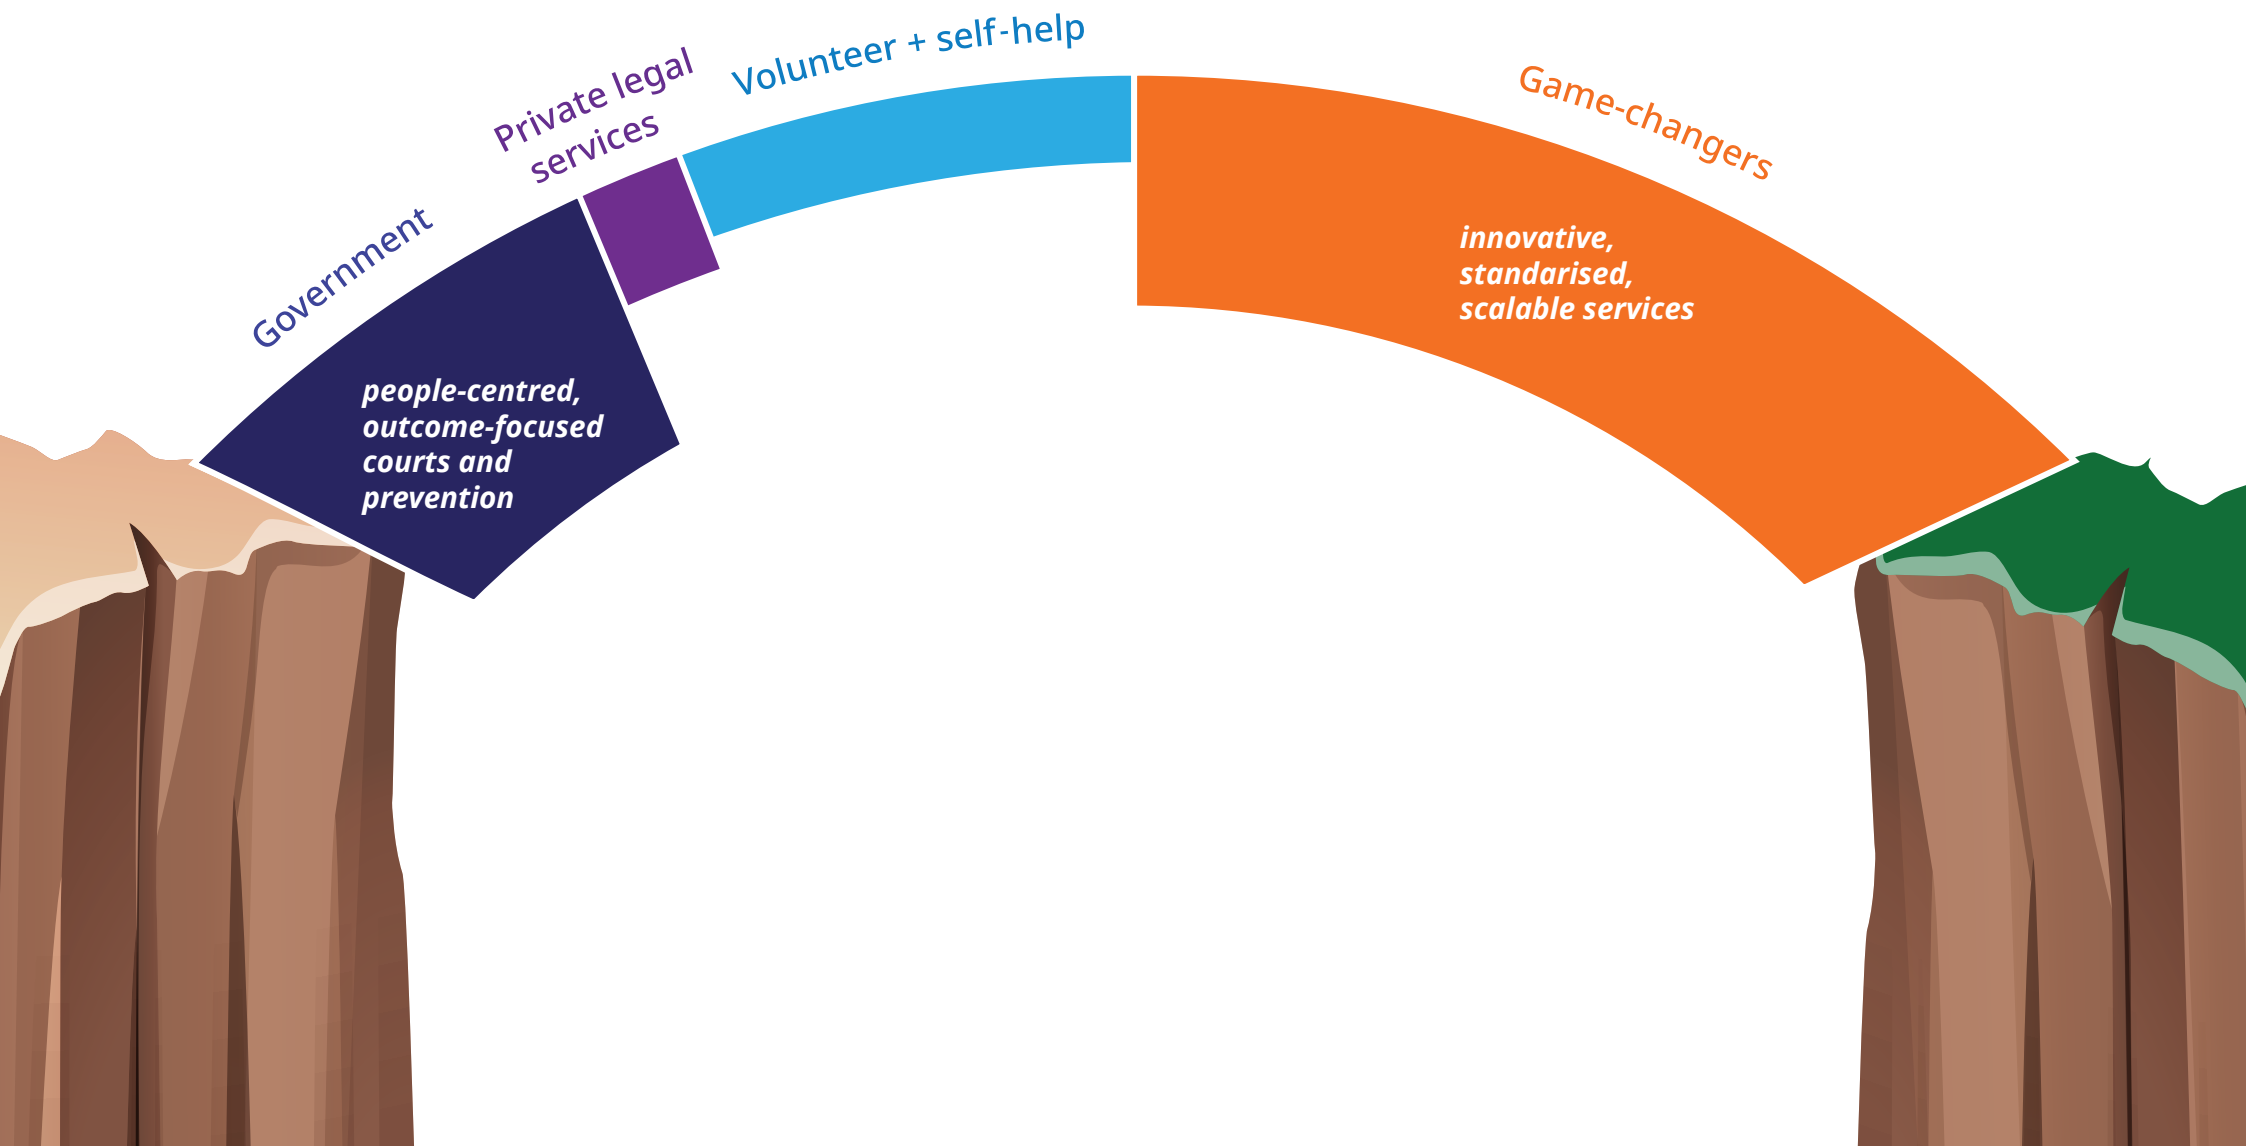 Government
people-centred,
outcome-focused
courts and
prevention
Private legal
services
Volunteer + self-help
Game-changers
innovative,
standarised,
scalable services